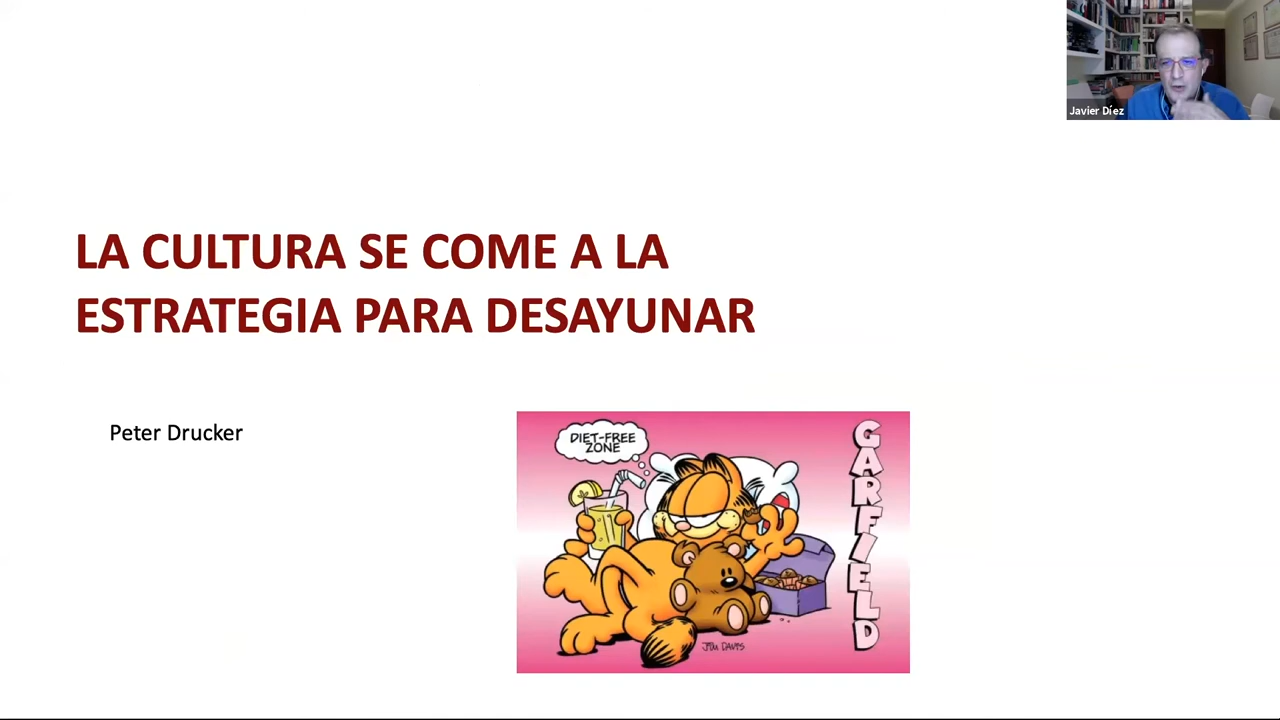 Javier Díez
LA CULTURA SE COME A LA
ESTRATEGIA PARA DESAYUNAR
Peter Drucker
DIET-FREE
ZONE
GARFIELD
JIM DAVIS